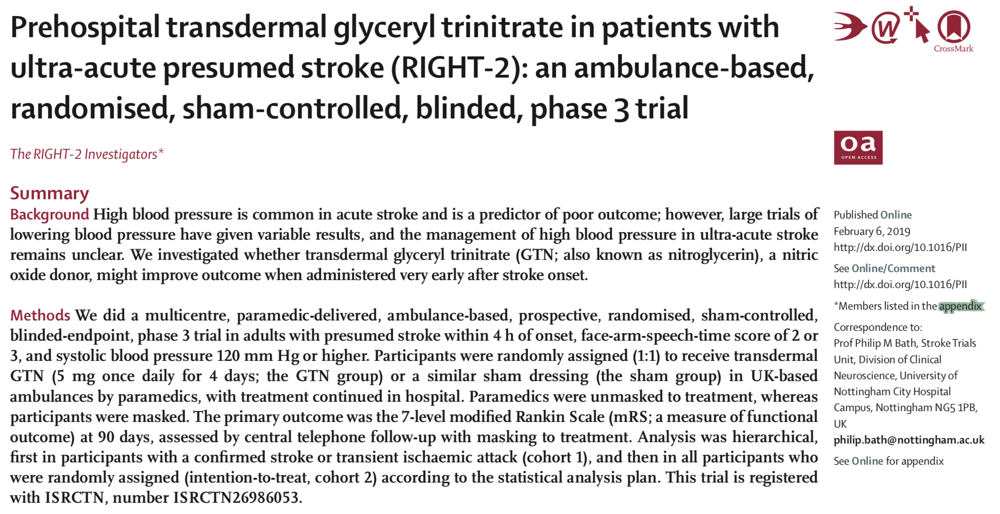 Prehospital transdermal glyceryl trinitrate in patients with
ultra-acute presumed stroke (RIGHT-2): an ambulance-based,
randomised, sham-controlled, blinded, phase 3 trial
The RIGHT-2 Investigators*
Summary
Background High blood pressure is common in acute stroke and is a predictor of poor outcome; however, large trials of
lowering blood pressure have given variable results, and the management of high blood pressure in ultra-acute stroke
remains unclear. We investigated whether transdermal glyceryl trinitrate (GTN; also known as nitroglycerin), a nitric
oxide donor, might improve outcome when administered very early after stroke onset.
Methods We did a multicentre, paramedic-delivered, ambulance-based, prospective, randomised, sham-controlled,
blinded-endpoint, phase 3 trial in adults with presumed stroke within 4 h of onset, face-arm-speech-time score of 2 or
3, and systolic blood pressure 120 mm Hg or higher. Participants were randomly assigned (1:1) to receive transdermal
GTN (5 mg once daily for 4 days; the GTN group) or a similar sham dressing (the sham group) in UK-based
ambulances by paramedics, with treatment continued in hospital. Paramedics were unmasked to treatment, whereas
participants were masked. The primary outcome was the 7-level modified Rankin Scale (mRS; a measure of functional
outcome) at 90 days, assessed by central telephone follow-up with masking to treatment. Analysis was hierarchical,
first in participants with a confirmed stroke or transient ischaemic attack (cohort 1), and then in all participants who
were randomly assigned (intention-to-treat, cohort 2) according to the statistical analysis plan. This trial is registered
with ISRCTN, number ISRCTN26986053.
W
CrossMark
oa
OPEN ACCESS
Published Online
February 6, 2019
http://dx.doi.org/10.1016/PII
See Online/Comment
http://dx.doi.org/10.1016/PII
*Members listed in the appendix
Correspondence to:
Prof Philip M Bath, Stroke Trials
Unit, Division of Clinical
Neuroscience, University of
Nottingham City Hospital
Campus, Nottingham NG5 1PB,
UK
philip.bath@nottingham.ac.uk
See Online for appendix